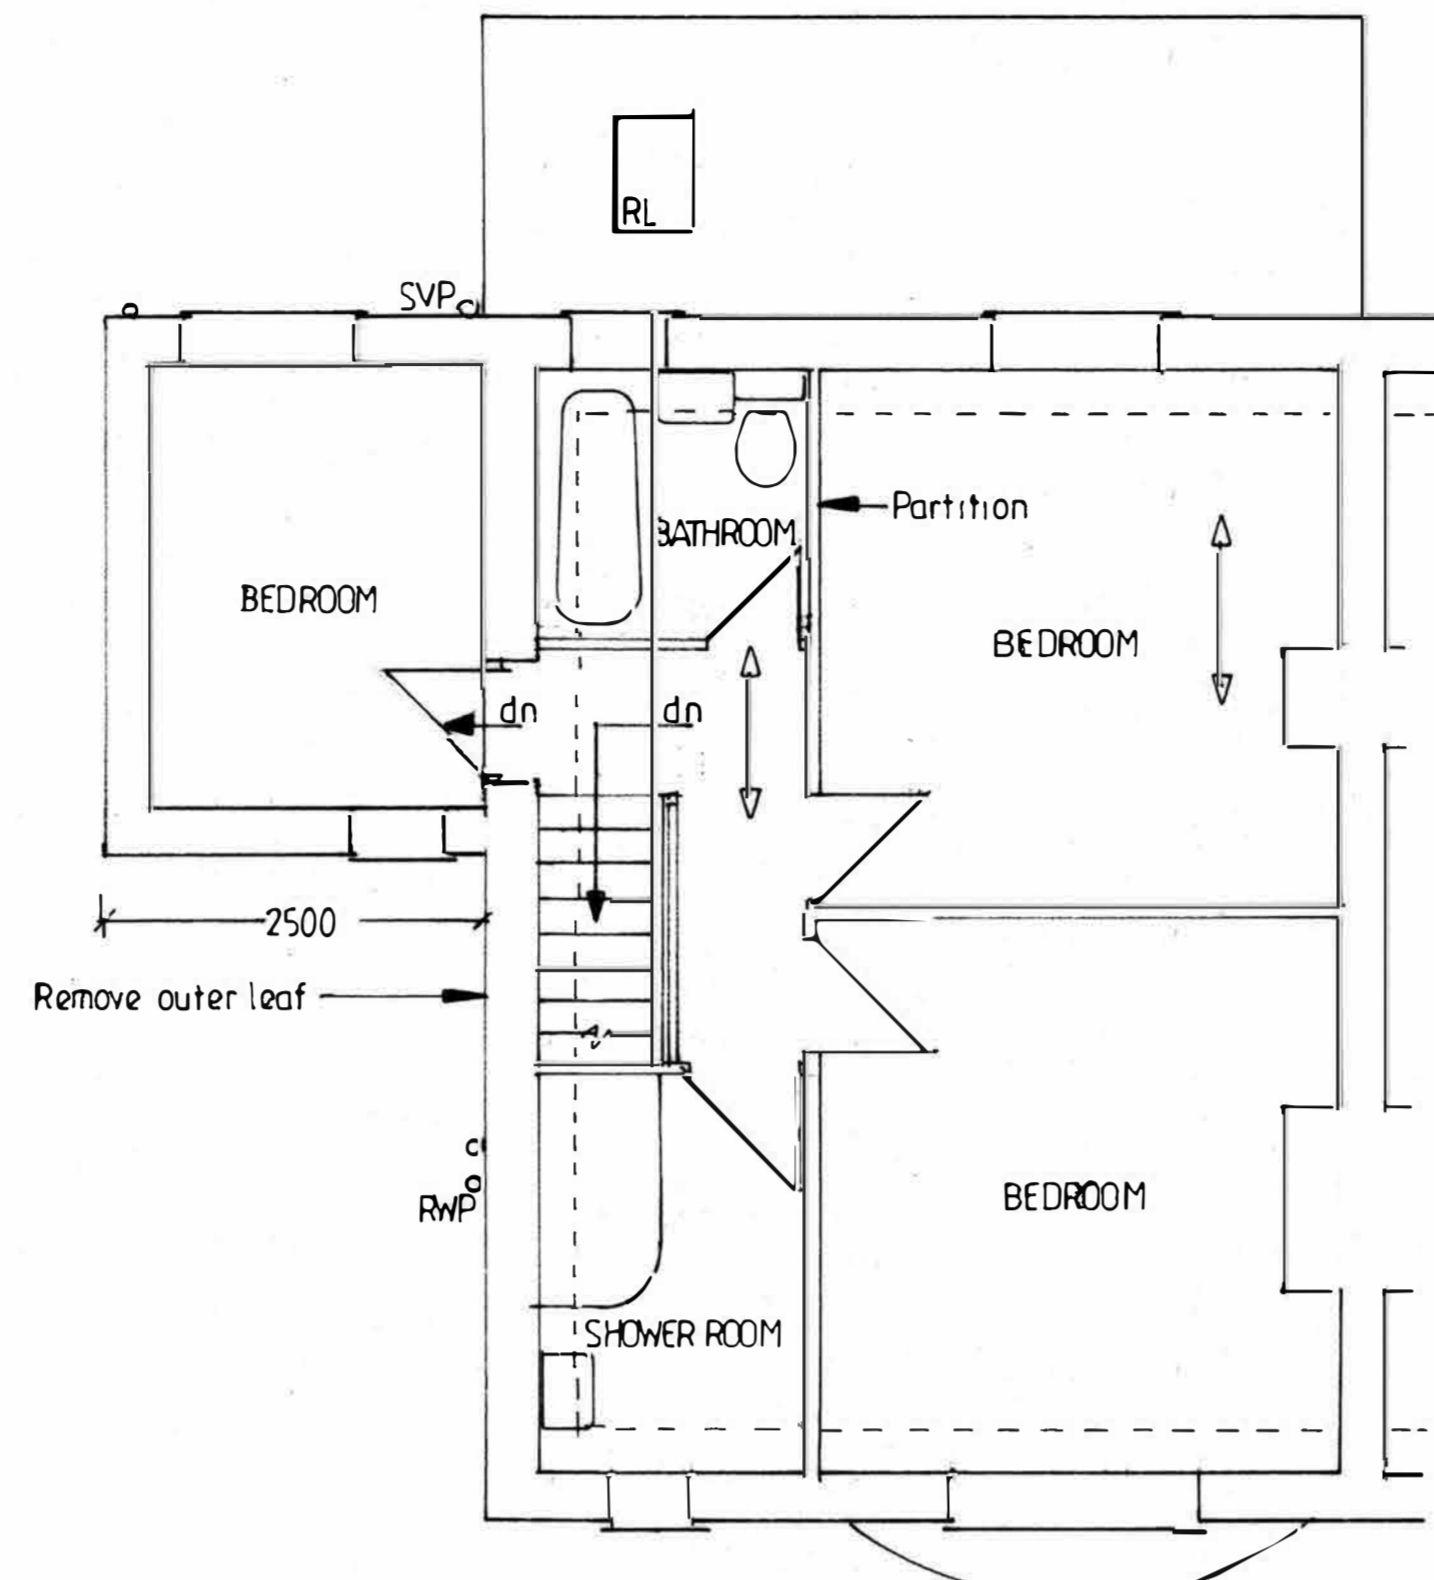 RL
SVP
Partition
BATHROOM
BEDROOM
BEDROOM
dn
dn
2500
Remove outer leaf
RWP
BEDROOM
SHOWER ROOM